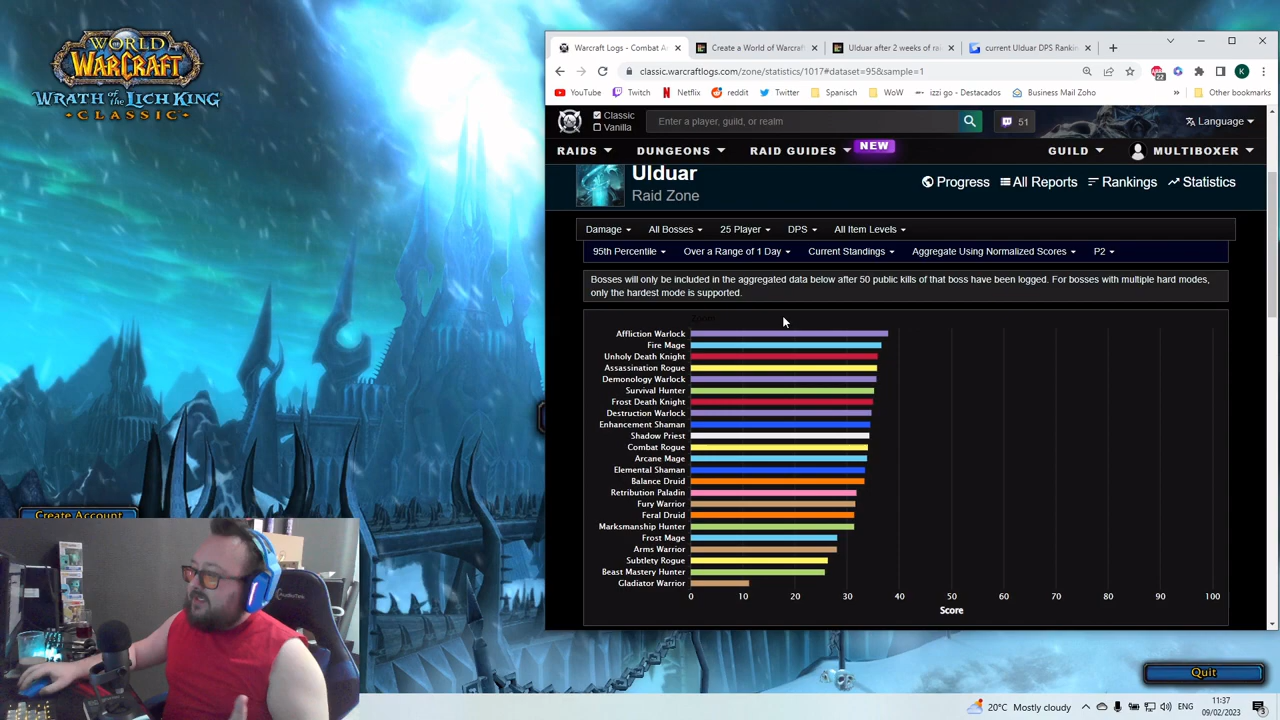 WORLD
OF
WARCRAFT
WRATH of the LICH KING
CLASSIC
Create Account
Quit
Warcraft Logs - Combat A
Create a World of Warcraft
Ulduar after 2 weeks of rai
current Ulduar DPS Rankin
classic.warcraftlogs.com/zone/statistics/1017#dataset=95&sample=1
22
K
YouTube
Twitch
Netflix
reddit
Twitter
Spanish
WoW
izzi go - Destacados
Business Mail Zoho
»
Other bookmarks
Classic
Vanilla
Enter a player, guild, or realm
51
Language
RAIDS
DUNGEONS
RAID GUIDES
NEW
GUILD
MULTIBOXER
Ulduar
Raid Zone
Progress
All Reports
Rankings
Statistics
Damage
All Bosses
25 Player
DPS
All Item Levels
95th Percentile
Over a Range of 1 Day
Current Standings
Aggregate Using Normalized Scores
P2
Bosses will only be included in the aggregated data below after 50 public kills of that boss have been logged. For bosses with multiple hard modes,
only the hardest mode is supported.
Zoom
Affliction Warlock
Fire Mage
Unholy Death Knight
Assassination Rogue
Demonology Warlock
Survival Hunter
Frost Death Knight
Destruction Warlock
Enhancement Shaman
Shadow Priest
Combat Rogue
Arcane Mage
Elemental Shaman
Balance Druid
Retribution Paladin
Fury Warrior
Feral Druid
Marksmanship Hunter
Frost Mage
Arms Warrior
Subtlety Rogue
Beast Mastery Hunter
Gladiator Warrior
0 10 20 30 40 50 60 70 80 90 100
Score
20°C Mostly cloudy
ENG
11:37
09/02/2023
3